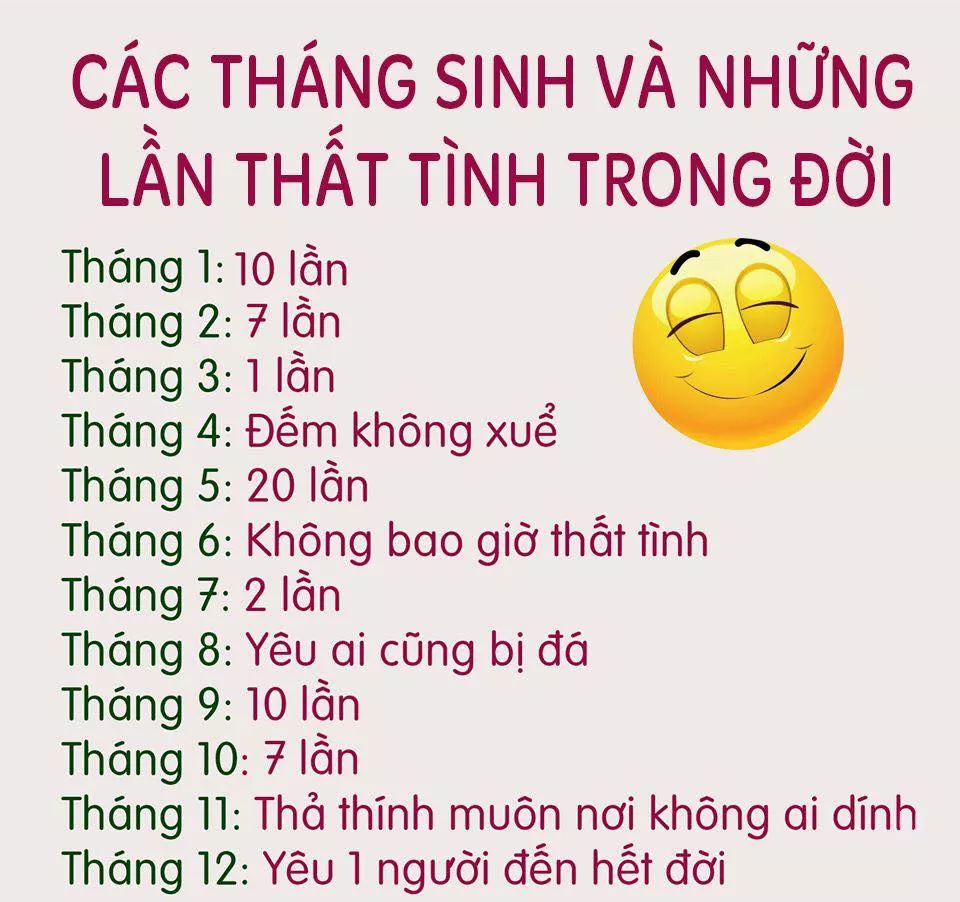 CÁC THÁNG SINH VÀ NHỮNG
LẦN THẤT TÌNH TRONG ĐỜI
Tháng 1: 10 lần
Tháng 2: 7 lần
Tháng 3: 1 lần
Tháng 4: Đếm không xuể
Tháng 5: 20 lần
Tháng 6: Không bao giờ thất tình
Tháng 7: 2 lần
Tháng 8: Yêu ai cũng bị đá
Tháng 9: 10 lần
Tháng 10: 7 lần
Tháng 11: Thả thính muôn nơi không ai dính
Tháng 12: Yêu 1 người đến hết đời